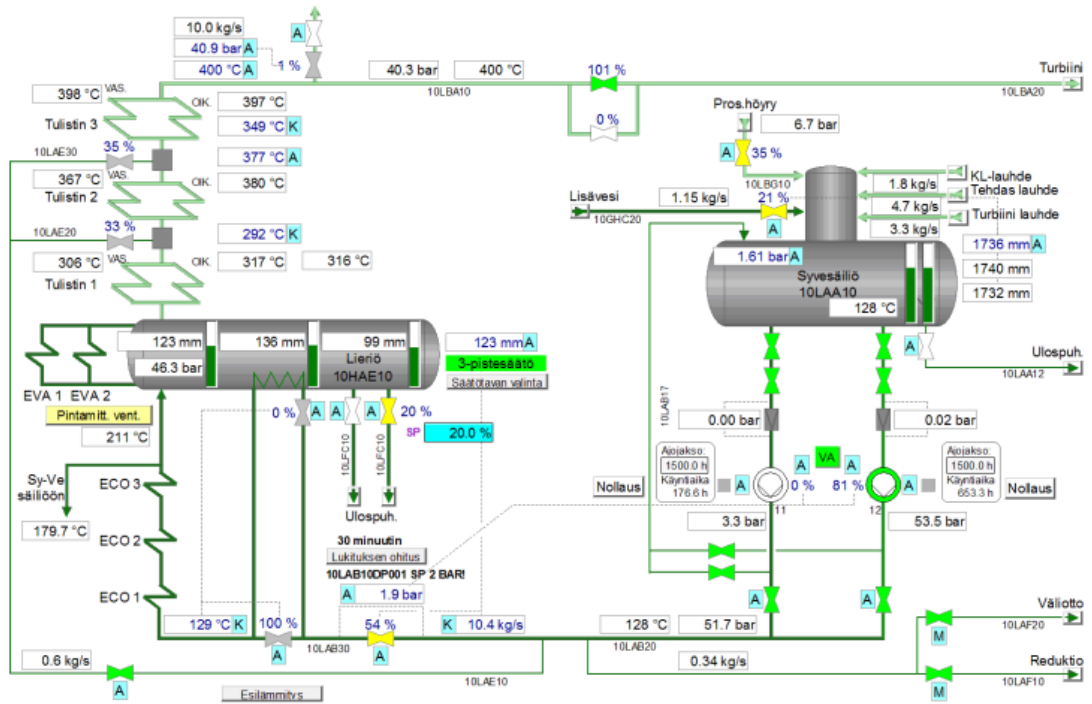 10.0 kg/s
A
40.9 bar A
400 °C A
1 %
40.3 bar
400 °C
10LBA10
101 %
0 %
Turbiini
10LBA20
398 °C
VAS.
OIK.
397 °C
Tulistin 3
349 °C K
10LAE30
35 %
377 °C A
367 °C
VAS.
OIK.
380 °C
Tulistin 2
10LAE20
33 %
292 °C K
306 °C
VAS.
OIK.
317 °C
316 °C
Tulistin 1
Pros.höyry
6.7 bar
A
35 %
10LBG10
KL-lauhde
1.8 kg/s
Tehdas lauhde
4.7 kg/s
Turbiini lauhde
3.3 kg/s
Lisävesi
1.15 kg/s
21 %
10GHC20
A
1.61 bar A
1736 mm A
1740 mm
1732 mm
Syvesäiliö
10LAA10
128 °C
A
Ulospuh.
10LAA12
123 mm
136 mm
99 mm
46.3 bar
Lieriö
10HAE10
123 mm A
3-pistesäätö
Säätötavan valinta
EVA 1
EVA 2
Pintamitt. vent.
211 °C
0 %
A
A
A
20 %
SP
20.0 %
10LFC10
10LFC10
Ulospuh.
Sy-Ve
säiliöön
179.7 °C
ECO 3
ECO 2
ECO 1
30 minuutin
Lukituksen ohitus
10LAB10DP001 SP 2 BAR!
A
1.9 bar
10LAB17
0.00 bar
0.02 bar
Nollaus
Ajojakso:
1500.0 h
Käyntiaika
176.6 h
A
11
A
0 %
VA
A
81 %
12
A
Ajojakso:
1500.0 h
Käyntiaika
653.3 h
Nollaus
3.3 bar
53.5 bar
A
A
129 °C K
100 %
A
10LAB30
54 %
A
K
10.4 kg/s
128 °C
51.7 bar
10LAB20
0.6 kg/s
A
10LAE10
Esilämmitys
0.34 kg/s
M
Väliotto
10LAF20
M
Reduktio
10LAF10